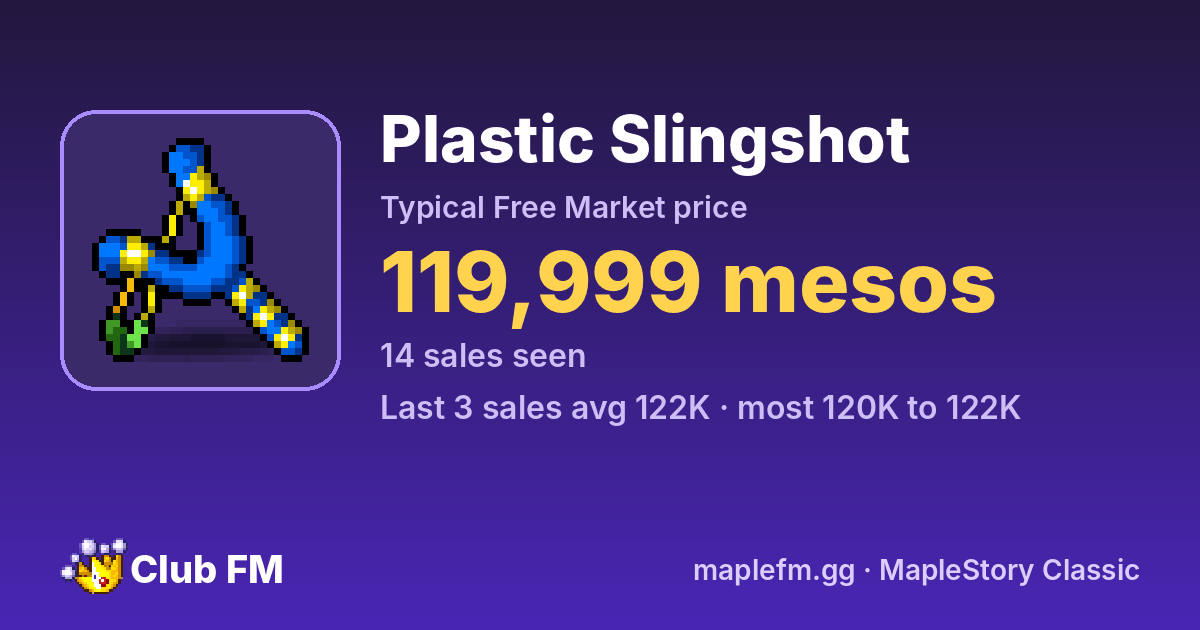 Plastic Slingshot
Typical Free Market price
119,999 mesos
14 sales seen
Last 3 sales avg 122K · most 120K to 122K
Club FM
maplefm.gg · MapleStory Classic